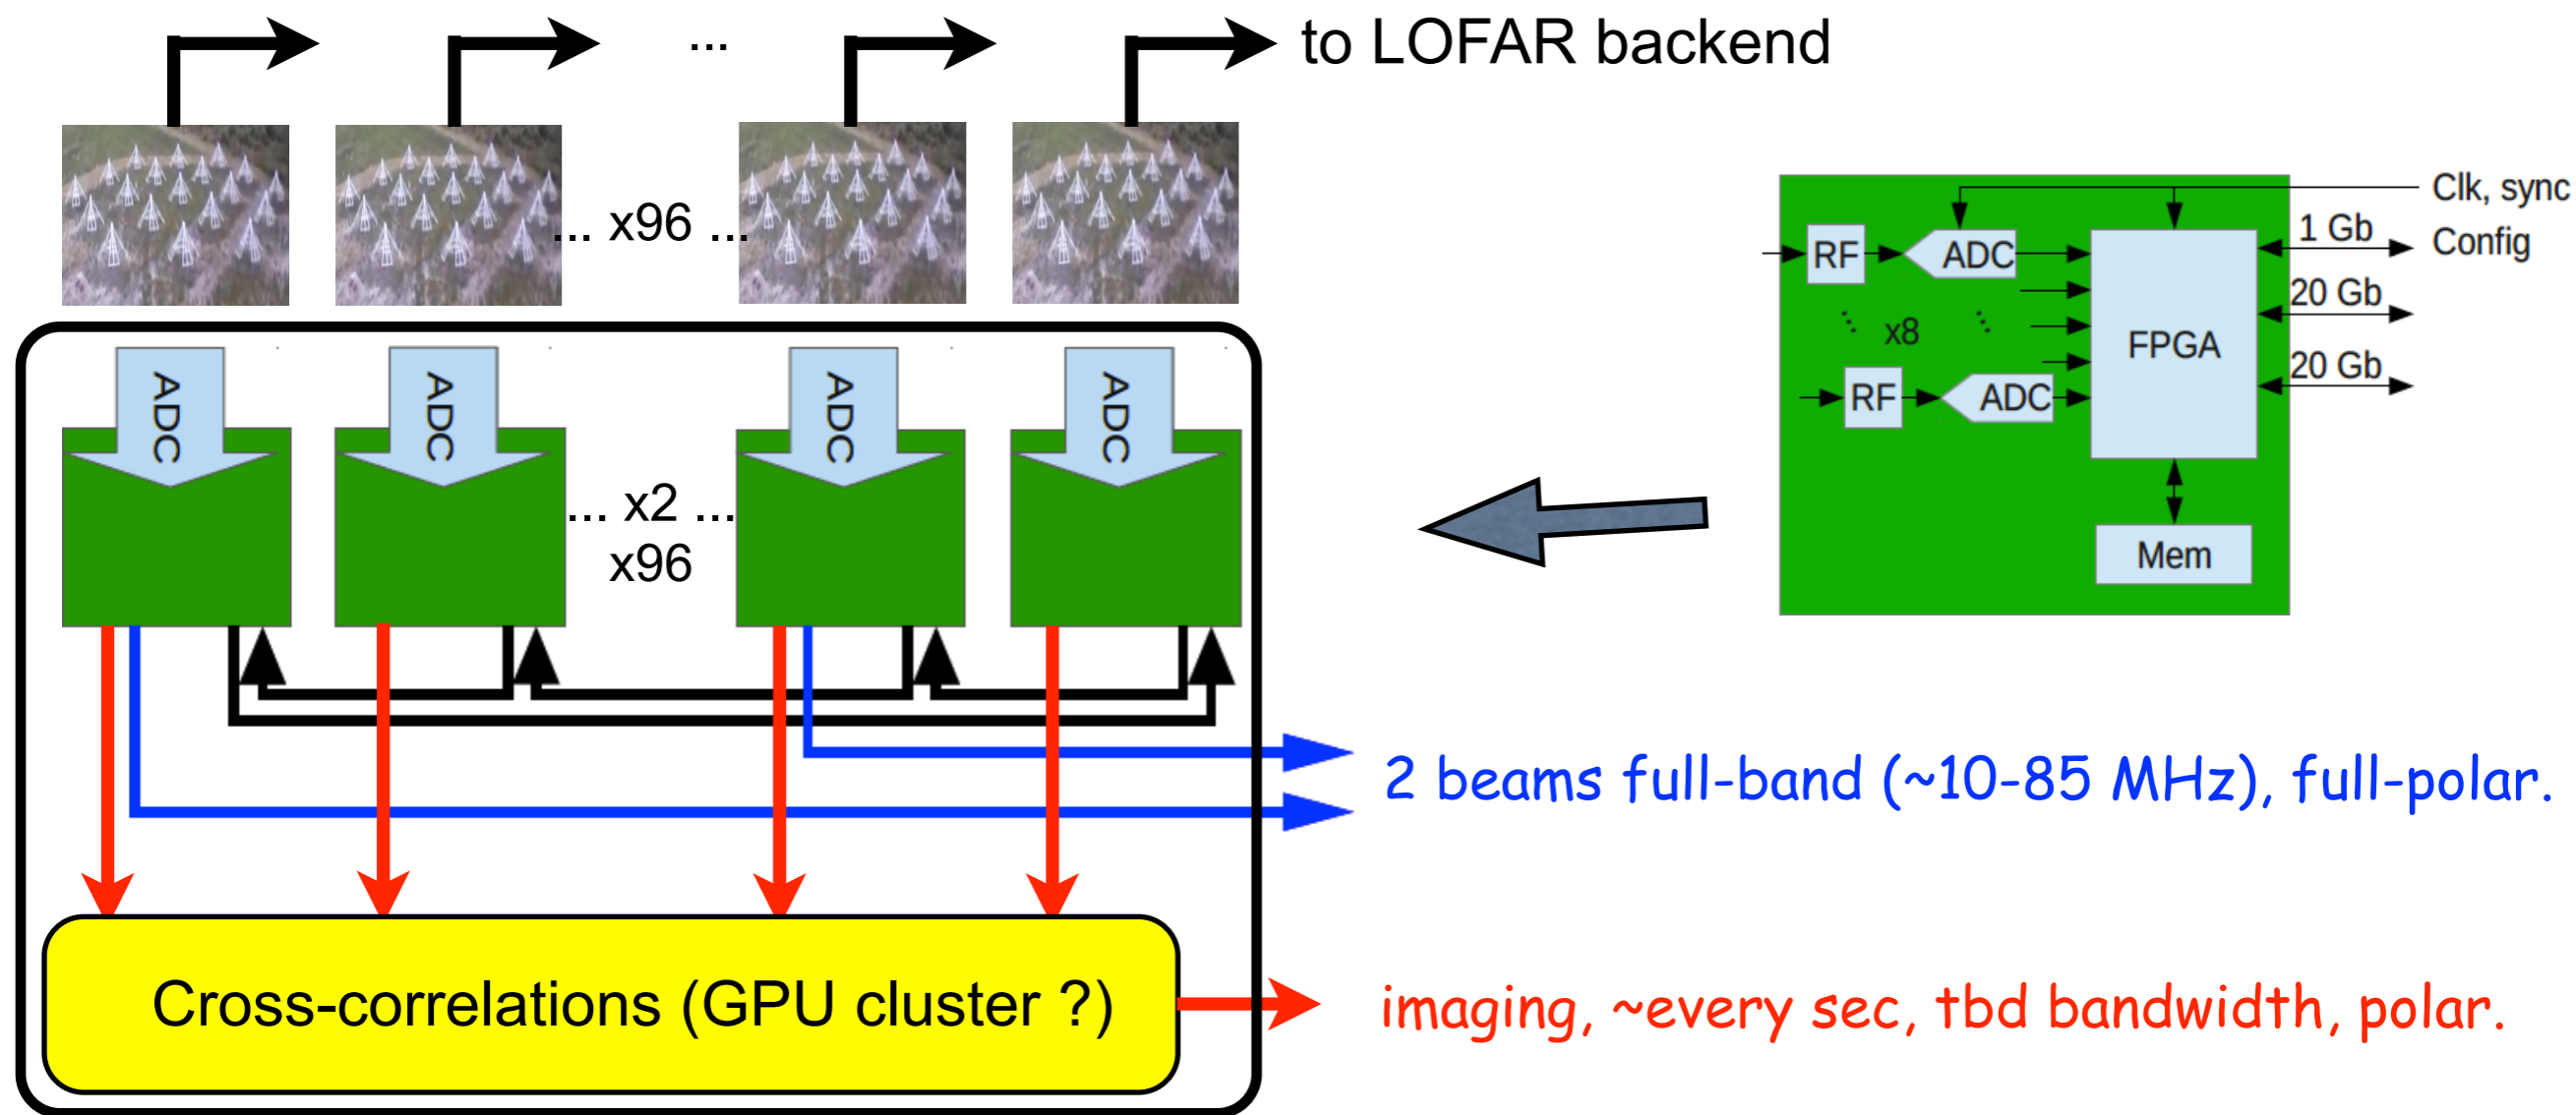 ...
to LOFAR backend
... x96 ...
ADC
ADC
ADC
ADC
... x2 ...
x96
Clk, sync
1 Gb
Config
RF
ADC
20 Gb
x8
FPGA
20 Gb
RF
ADC
Mem
2 beams full-band (~10-85 MHz), full-polar.
Cross-correlations (GPU cluster ?)
imaging, ~every sec, tbd bandwidth, polar.